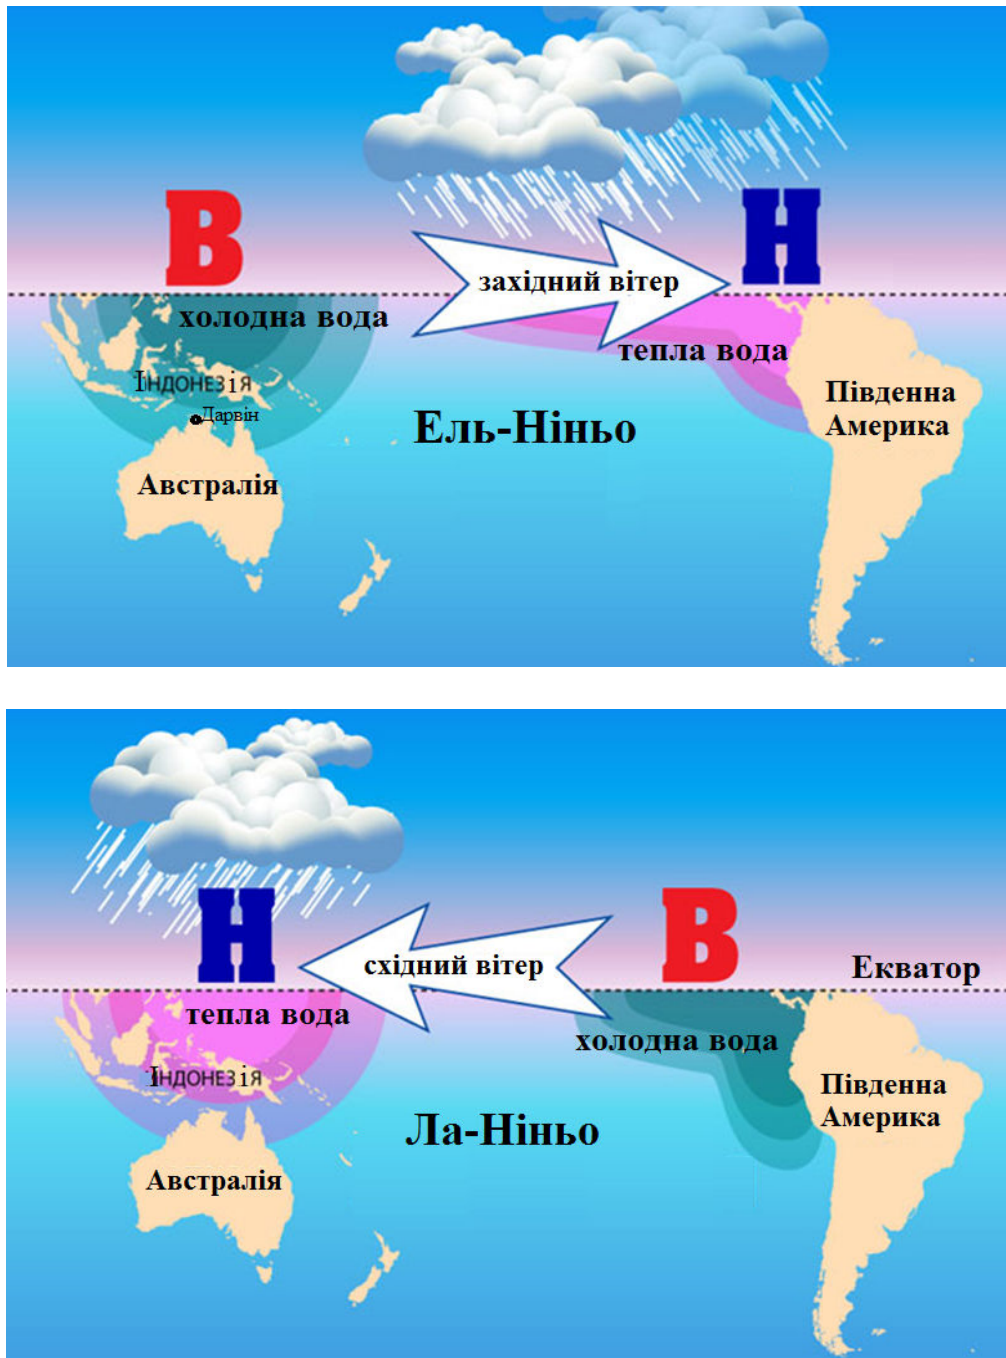 В
Н
західний вітер
холодна вода
тепла вода
Індонезія
Дарвін
Південна
Америка
Ель-Ніньо
Австралія
Н
В
східний вітер
Екватор
тепла вода
холодна вода
Індонезія
Південна
Америка
Ла-Ніньо
Австралія